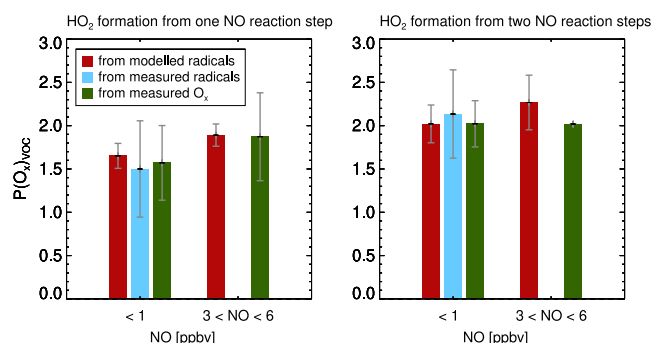 HO2 formation from one NO reaction step
HO2 formation from two NO reaction steps
P(Ox)VOC
3.0
2.5
2.0
1.5
1.0
0.5
0.0
from modelled radicals
from measured radicals
from measured Ox
< 1
3 < NO < 6
NO [ppbv]
3.0
2.5
2.0
1.5
1.0
0.5
0.0
< 1
3 < NO < 6
NO [ppbv]